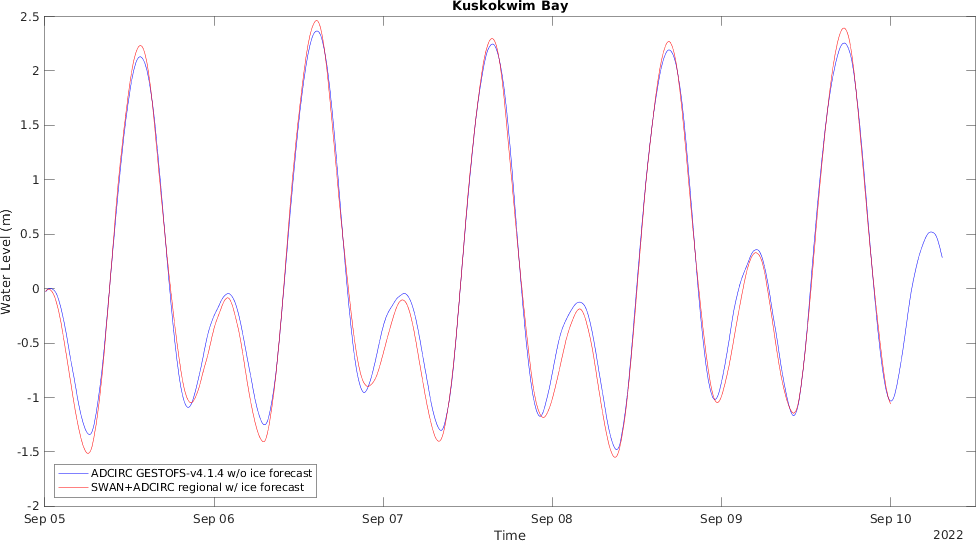 Kuskokwim Bay
2.5
2
1.5
1
0.5
0
-0.5
-1
-1.5
-2
Water Level (m)
ADCIRC GESTOFS-v4.1.4 w/o ice forecast
SWAN+ADCIRC regional w/ ice forecast
Sep 05 Sep 06 Sep 07 Sep 08 Sep 09 Sep 10
Time
2022